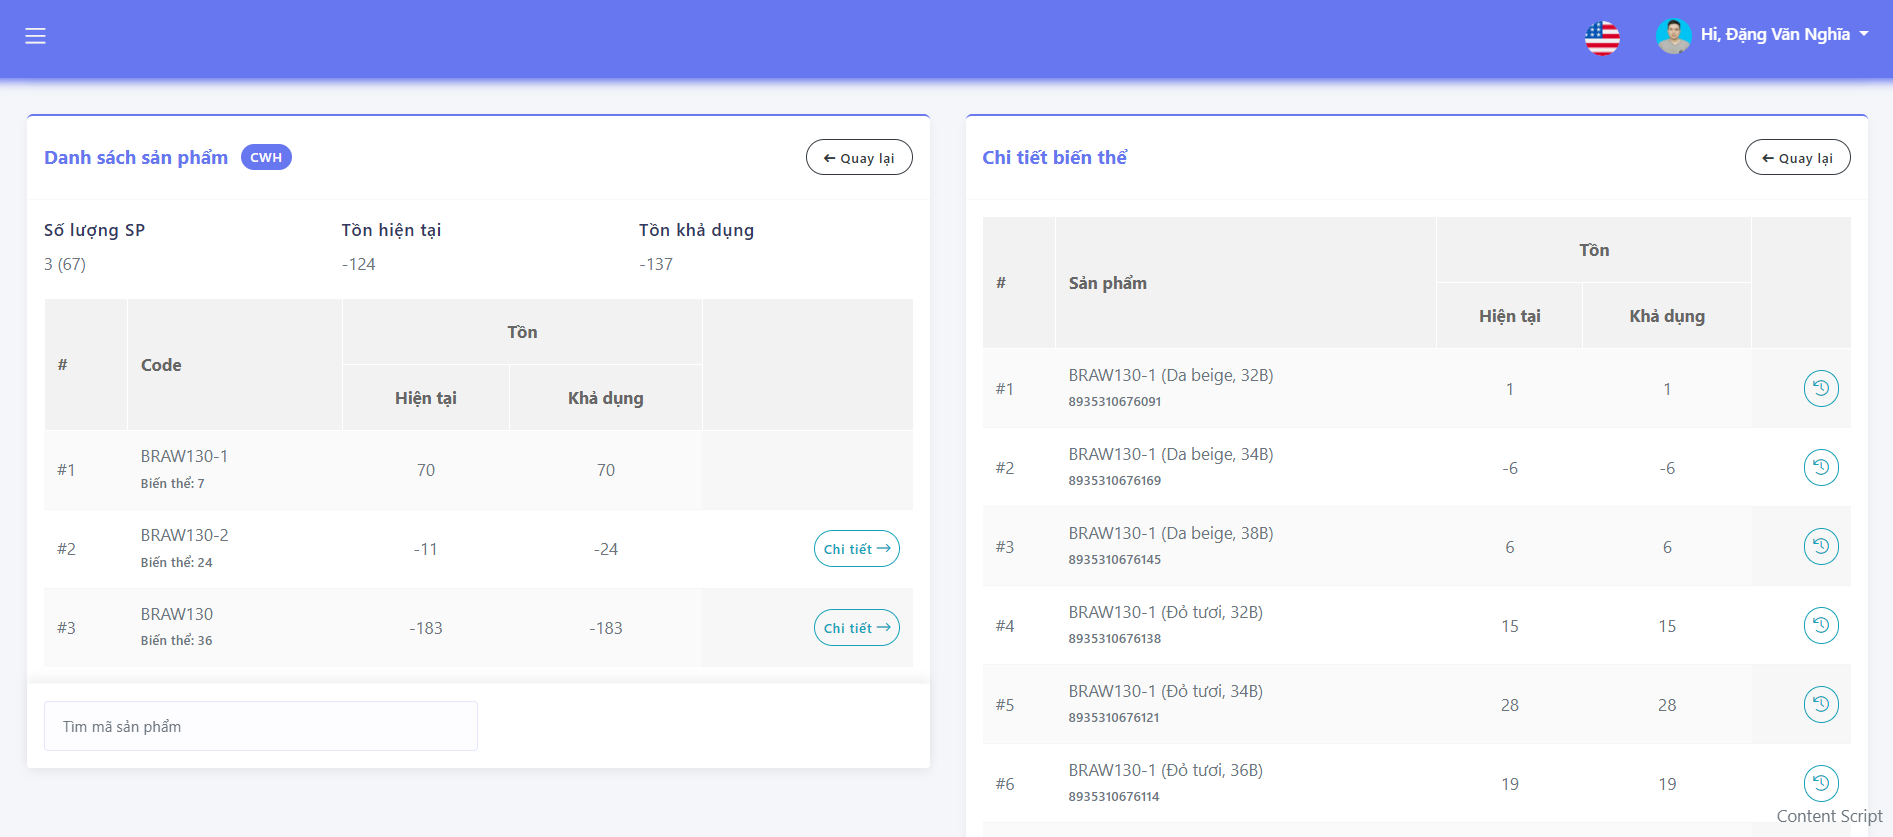 Hi, Đặng Văn Nghĩa
Danh sách sản phẩm CWH
Quay lại
Số lượng SP Tồn hiện tại Tồn khả dụng
3 (67) -124 -137
# Code Tồn
Hiện tại Khả dụng
#1 BRAW130-1 70 70
Biến thể: 7
#2 BRAW130-2 -11 -24 Chi tiết
Biến thể: 24
#3 BRAW130 -183 -183 Chi tiết
Biến thể: 36
Tìm mã sản phẩm
Chi tiết biến thể
Quay lại
# Sản phẩm Tồn
Hiện tại Khả dụng
#1 BRAW130-1 (Da beige, 32B) 1 1
8935310676091
#2 BRAW130-1 (Da beige, 34B) -6 -6
8935310676169
#3 BRAW130-1 (Da beige, 38B) 6 6
8935310676145
#4 BRAW130-1 (Đỏ tươi, 32B) 15 15
8935310676138
#5 BRAW130-1 (Đỏ tươi, 34B) 28 28
8935310676121
#6 BRAW130-1 (Đỏ tươi, 36B) 19 19
8935310676114
Content Script